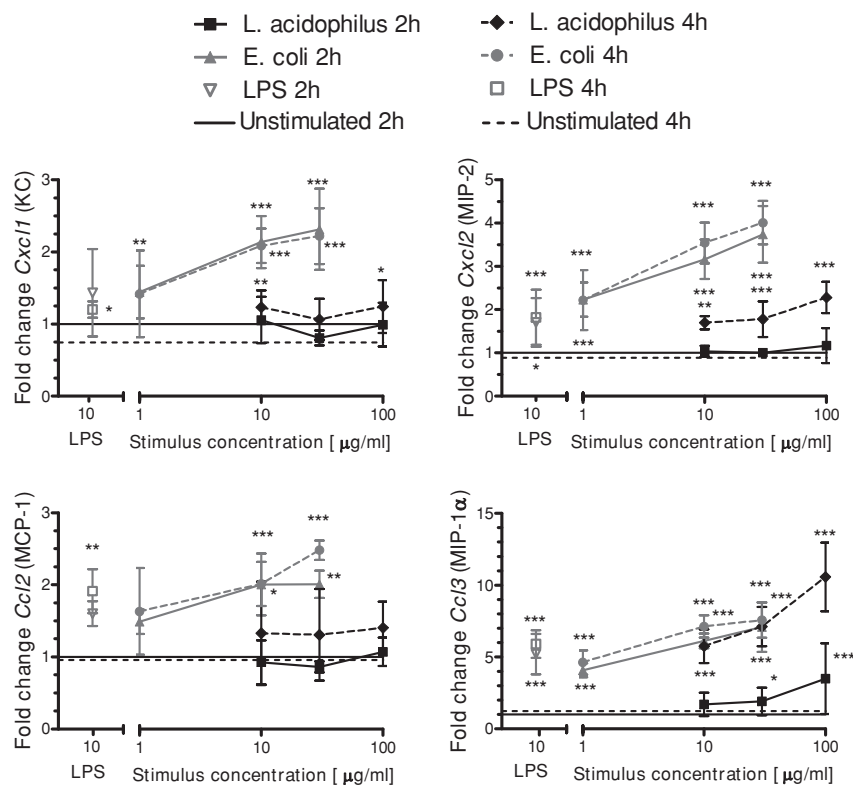 L. acidophilus 2h
L. acidophilus 4h
E. coli 2h
E. coli 4h
LPS 2h
LPS 4h
Unstimulated 2h
Unstimulated 4h
Fold change Cxcl1 (KC)
3
2
1
0
** *** *** *** *** ** * *
10
1
10
100
LPS
Stimulus concentration [ µg/ml]
Fold change Cxcl2 (MIP-2)
5
4
3
2
1
0
*** *** *** *** *** *** *** ** *** *
10
1
10
100
LPS
Stimulus concentration [ µg/ml]
Fold change Ccl2 (MCP-1)
3
2
1
0
** *** *** * **
10
1
10
100
LPS
Stimulus concentration [ µg/ml]
Fold change Ccl3 (MIP-1α)
15
10
5
0
*** *** *** *** *** *** *** *** *** *** * ***
10
1
10
100
LPS
Stimulus concentration [ µg/ml]